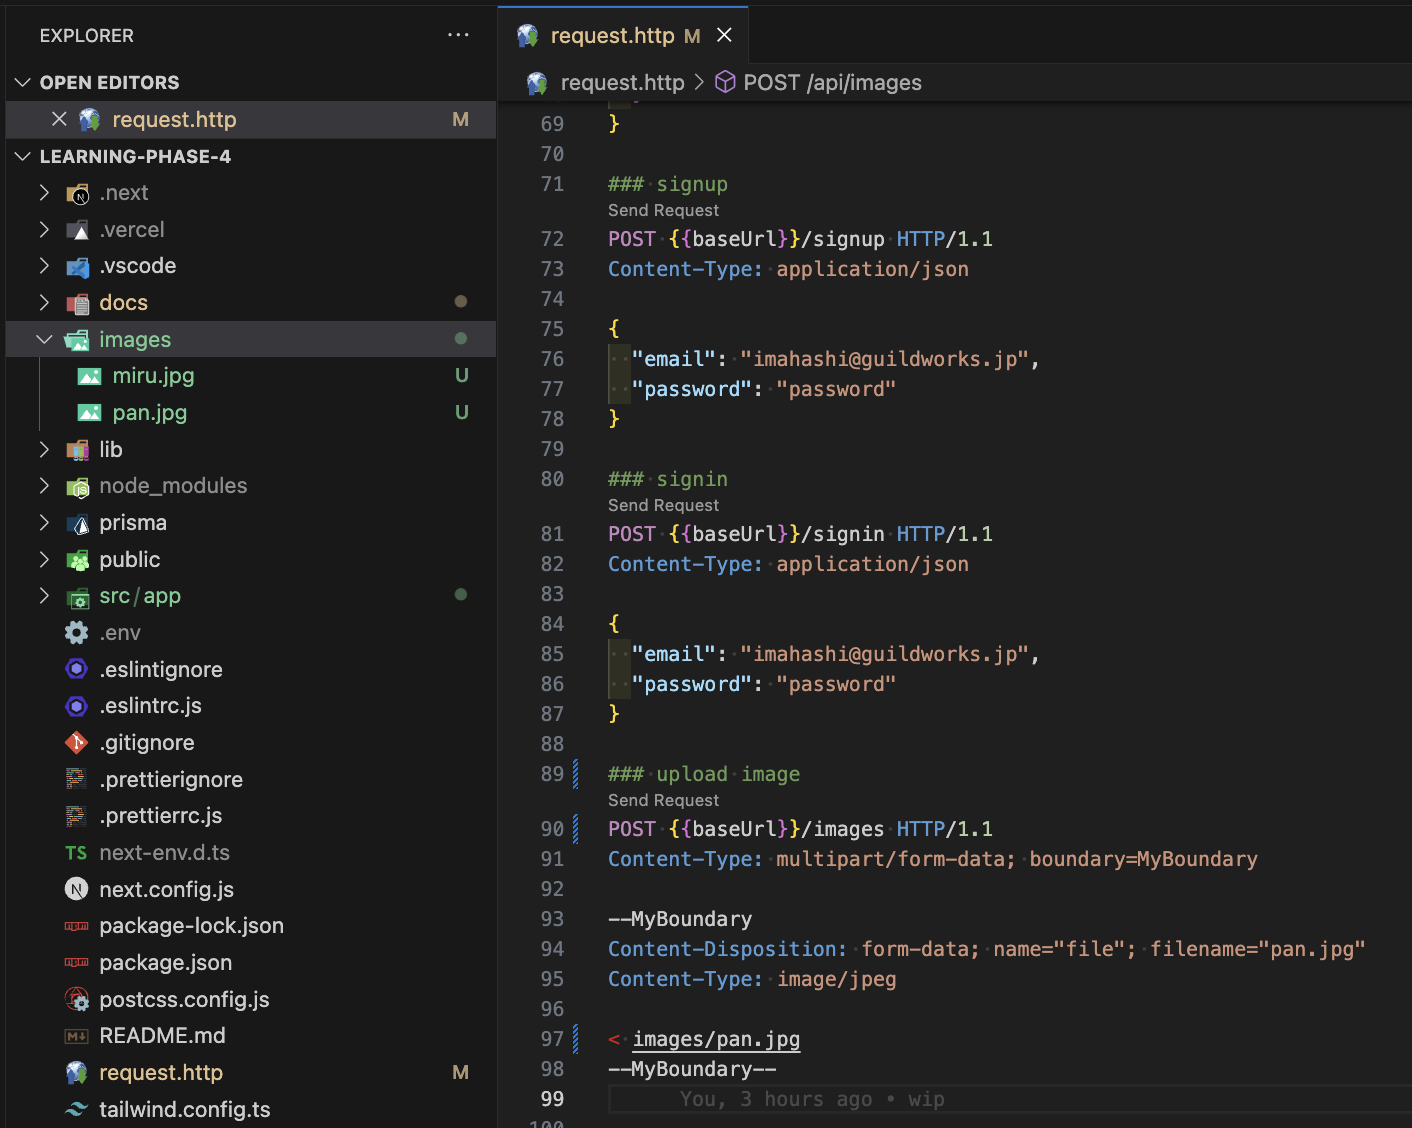 EXPLORER
OPEN EDITORS
request.http M
LEARNING-PHASE-4
.next
.vercel
.vscode
docs
images
miru.jpg U
pan.jpg U
lib
node_modules
prisma
public
src/app
.env
.eslintignore
.eslintrc.js
.gitignore
.prettierignore
.prettierrc.js
TS next-env.d.ts
next.config.js
package-lock.json
package.json
postcss.config.js
README.md
request.http M
tailwind.config.ts
request.http M
request.http > POST /api/images
69 }
70
71 ### signup
Send Request
72 POST {{baseUrl}}/signup HTTP/1.1
73 Content-Type: application/json
74
75 {
76 "email": "imahashi@guildworks.jp",
77 "password": "password"
78 }
79
80 ### signin
Send Request
81 POST {{baseUrl}}/signin HTTP/1.1
82 Content-Type: application/json
83
84 {
85 "email": "imahashi@guildworks.jp",
86 "password": "password"
87 }
88
89 ### upload image
Send Request
90 POST {{baseUrl}}/images HTTP/1.1
91 Content-Type: multipart/form-data; boundary=MyBoundary
92
93 --MyBoundary
94 Content-Disposition: form-data; name="file"; filename="pan.jpg"
95 Content-Type: image/jpeg
96
97 < images/pan.jpg
98 --MyBoundary--
99 You, 3 hours ago • wip
100